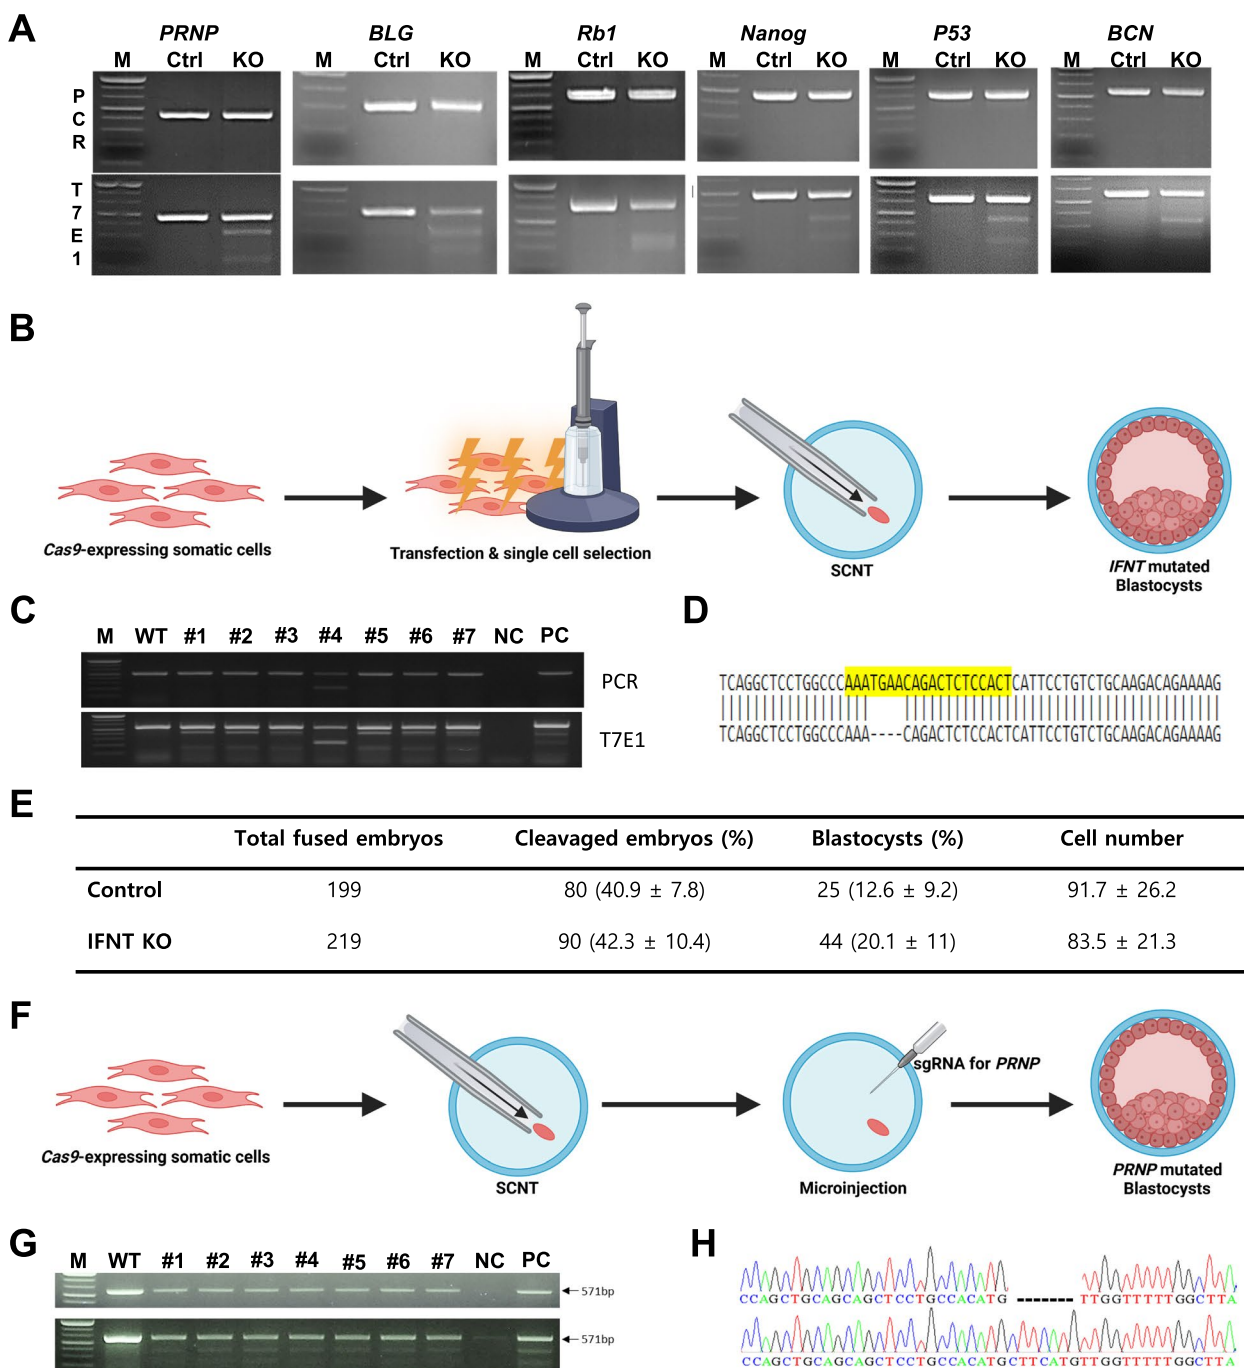 A
PRNP BLG Rb1 Nanog P53 BCN
M Ctrl KO M Ctrl KO M Ctrl KO M Ctrl KO M Ctrl KO M Ctrl KO
PCR
T7E1
B
Cas9-expressing somatic cells
Transfection & single cell selection
SCNT
IFNT mutated
Blastocysts
C
M WT #1 #2 #3 #4 #5 #6 #7 NC PC
PCR
T7E1
D
TCAGGCTCCTGGCCCAAATGAACAGACTCTCCACTCATTCCTGTCTGCAAGACAGAAAAG
TCAGGCTCCTGGCCCAAA----CAGACTCTCCACTCATTCCTGTCTGCAAGACAGAAAAG
E
Total fused embryos Cleavaged embryos (%) Blastocysts (%) Cell number
Control 199 80 (40.9 ± 7.8) 25 (12.6 ± 9.2) 91.7 ± 26.2
IFNT KO 219 90 (42.3 ± 10.4) 44 (20.1 ± 11) 83.5 ± 21.3
F
Cas9-expressing somatic cells
SCNT
sgRNA for PRNP
Microinjection
PRNP mutated
Blastocysts
G
M WT #1 #2 #3 #4 #5 #6 #7 NC PC
571bp
571bp
H
CCAGCTGCAGCAGCTCCTGCCACATG -------TTGGTTTTTGGCTTA
CCAGCTGCAGCAGCTCCTGCCACATGCTTCATGTTGGTTTTTGGCTTA